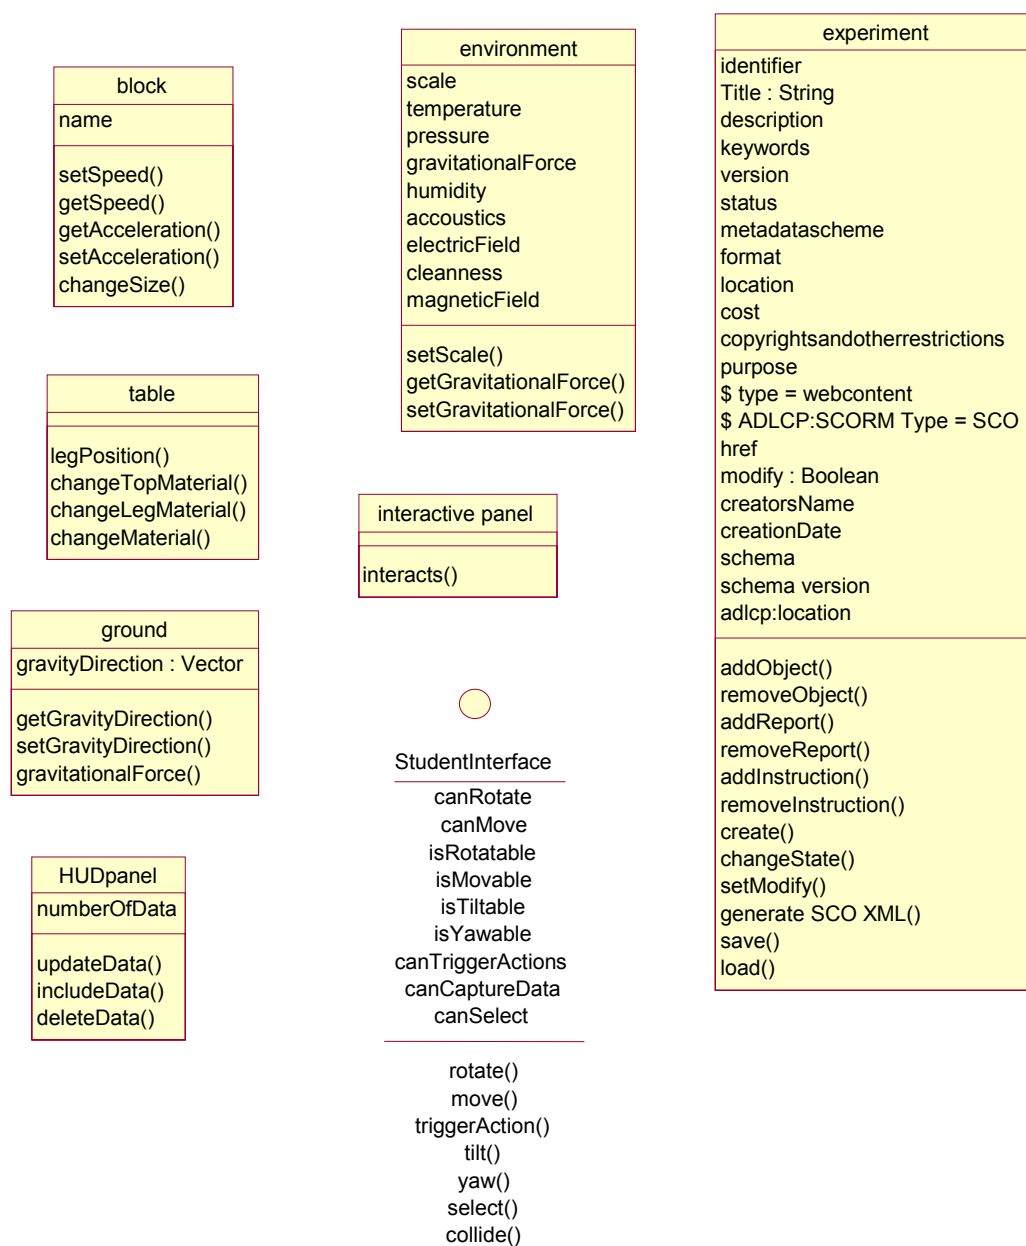 block
name
setSpeed()
getSpeed()
getAcceleration()
setAcceleration()
changeSize()
table
legPosition()
changeTopMaterial()
changeLegMaterial()
changeMaterial()
ground
gravityDirection : Vector
getGravityDirection()
setGravityDirection()
gravitationalForce()
HUDpanel
numberOfData
updateData()
includeData()
deleteData()
environment
scale
temperature
pressure
gravitationalForce
humidity
accoustics
electricField
cleanness
magneticField
setScale()
getGravitationalForce()
setGravitationalForce()
interactive panel
interacts()
StudentInterface
canRotate
canMove
isRotatable
isMovable
isTiltable
isYawable
canTriggerActions
canCaptureData
canSelect
rotate()
move()
triggerAction()
tilt()
yaw()
select()
collide()
experiment
identifier
Title : String
description
keywords
version
status
metadatascheme
format
location
cost
copyrightsandotherrestrictions
purpose
$ type = webcontent
$ ADLCP:SCORM Type = SCO
href
modify : Boolean
creatorsName
creationDate
schema
schema version
adlcp:location
addObject()
removeObject()
addReport()
removeReport()
addInstruction()
removeInstruction()
create()
changeState()
setModify()
generate SCO XML()
save()
load()